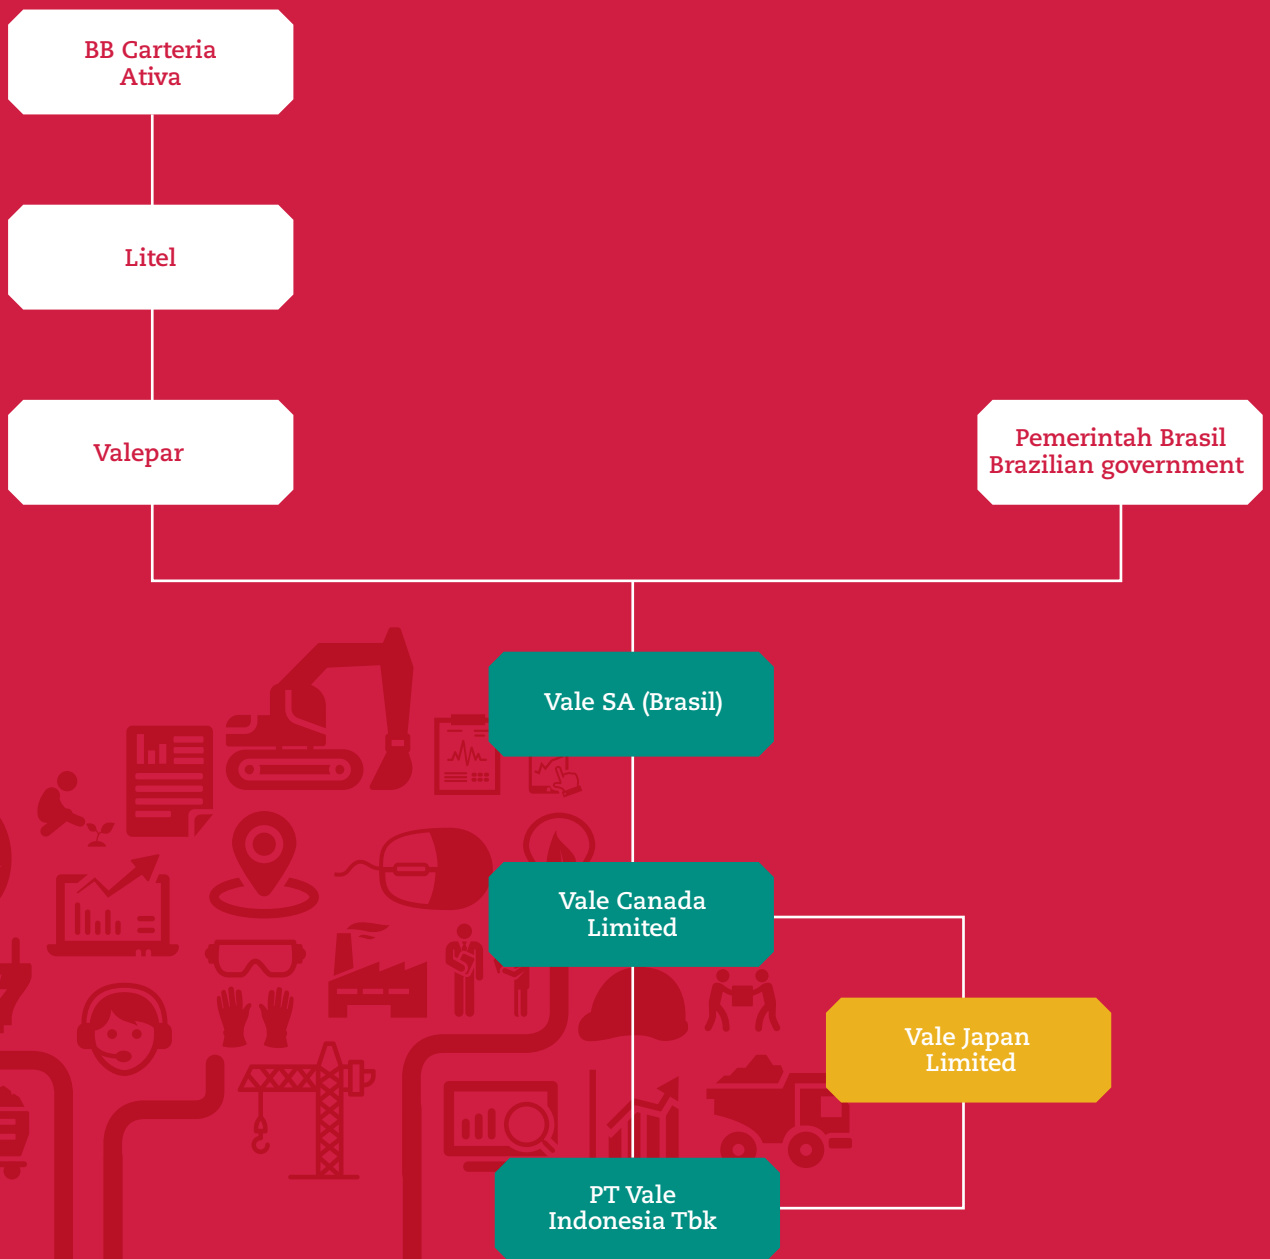 BB Carteria
Ativa
Litel
Valepar
Pemerintah Brasil
Brazilian government
Vale SA (Brasil)
Vale Canada
Limited
Vale Japan
Limited
PT Vale
Indonesia Tbk